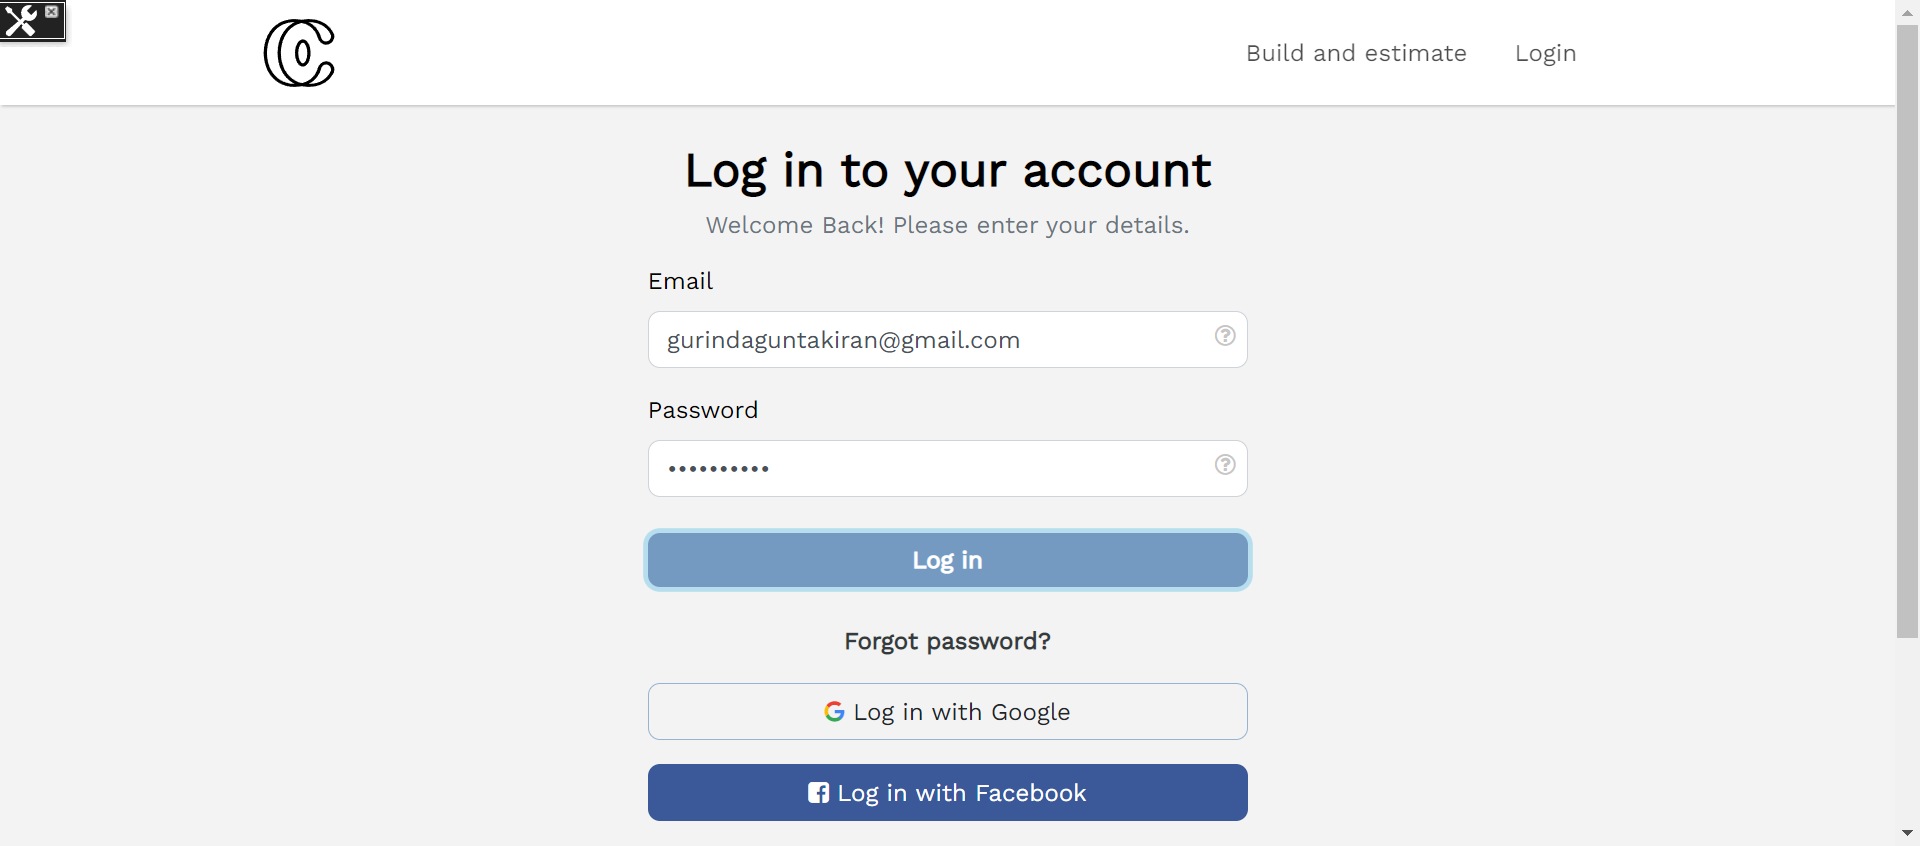 Build and estimate Login
Log in to your account
Welcome Back! Please enter your details.
Email
gurindaguntakiran@gmail.com
Password
••••••••••
Log in
Forgot password?
Log in with Google
Log in with Facebook